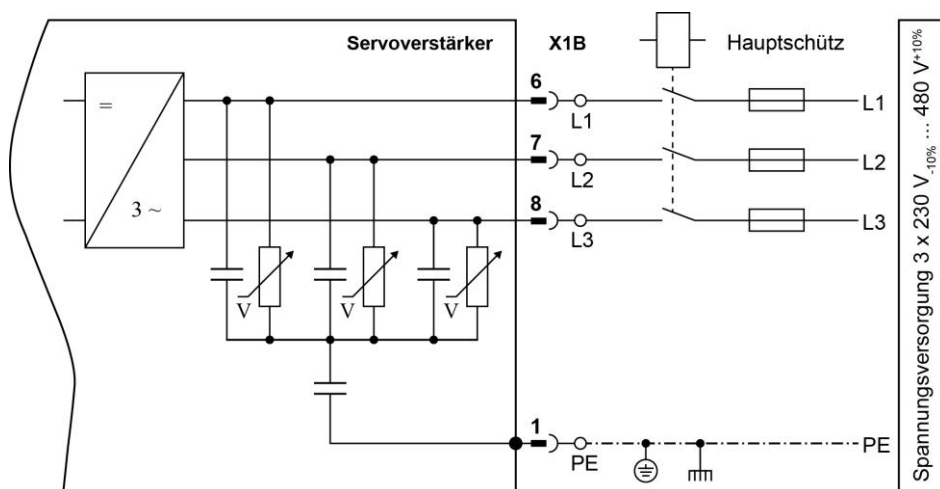 Servoverstärker
X1B
Hauptschütz
=
3 ~
6
L1
L1
7
L2
L2
8
L3
L3
V
V
V
1
PE
PE
Spannungsversorgung 3 x 230 V-10% ... 480 V+10%